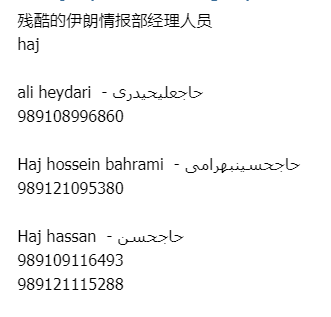 残酷的伊朗情报部经理人员
haj
ali heydari - حاجعلیحیدری
989108996860
Haj hossein bahrami - حاجحسینبهرامی
989121095380
Haj hassan - حاجحسن
989109116493
989121115288